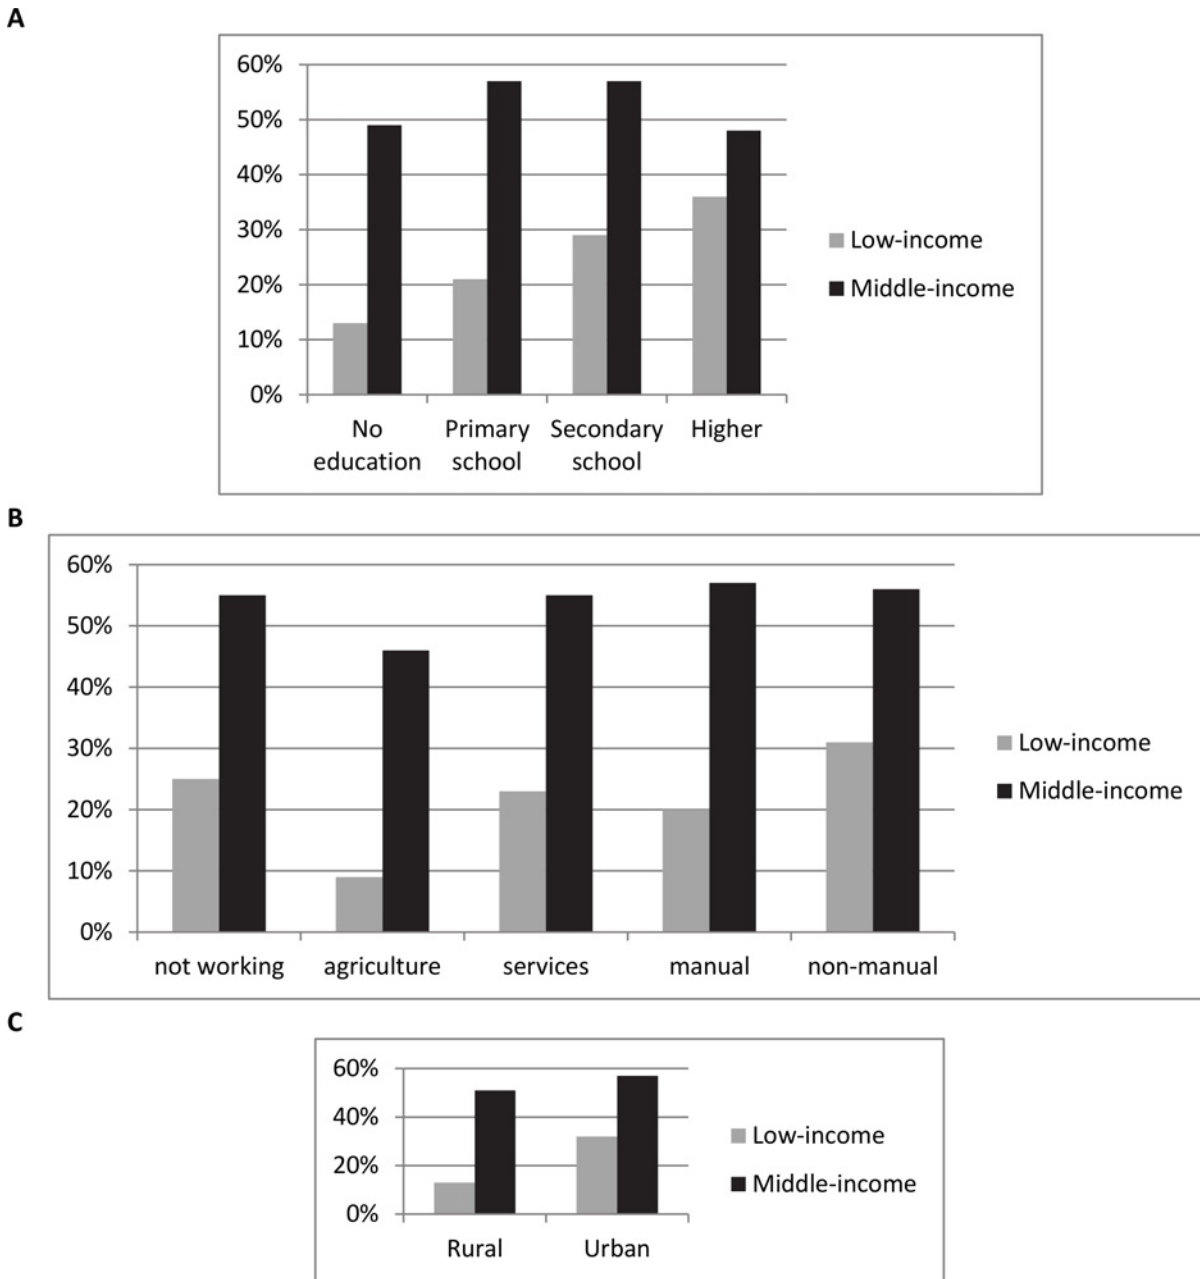 A
60%
50%
40%
30%
20%
10%
0%
No education
Primary school
Secondary school
Higher
Low-income
Middle-income
B
60%
50%
40%
30%
20%
10%
0%
not working
agriculture
services
manual
non-manual
Low-income
Middle-income
C
60%
40%
20%
0%
Rural
Urban
Low-income
Middle-income